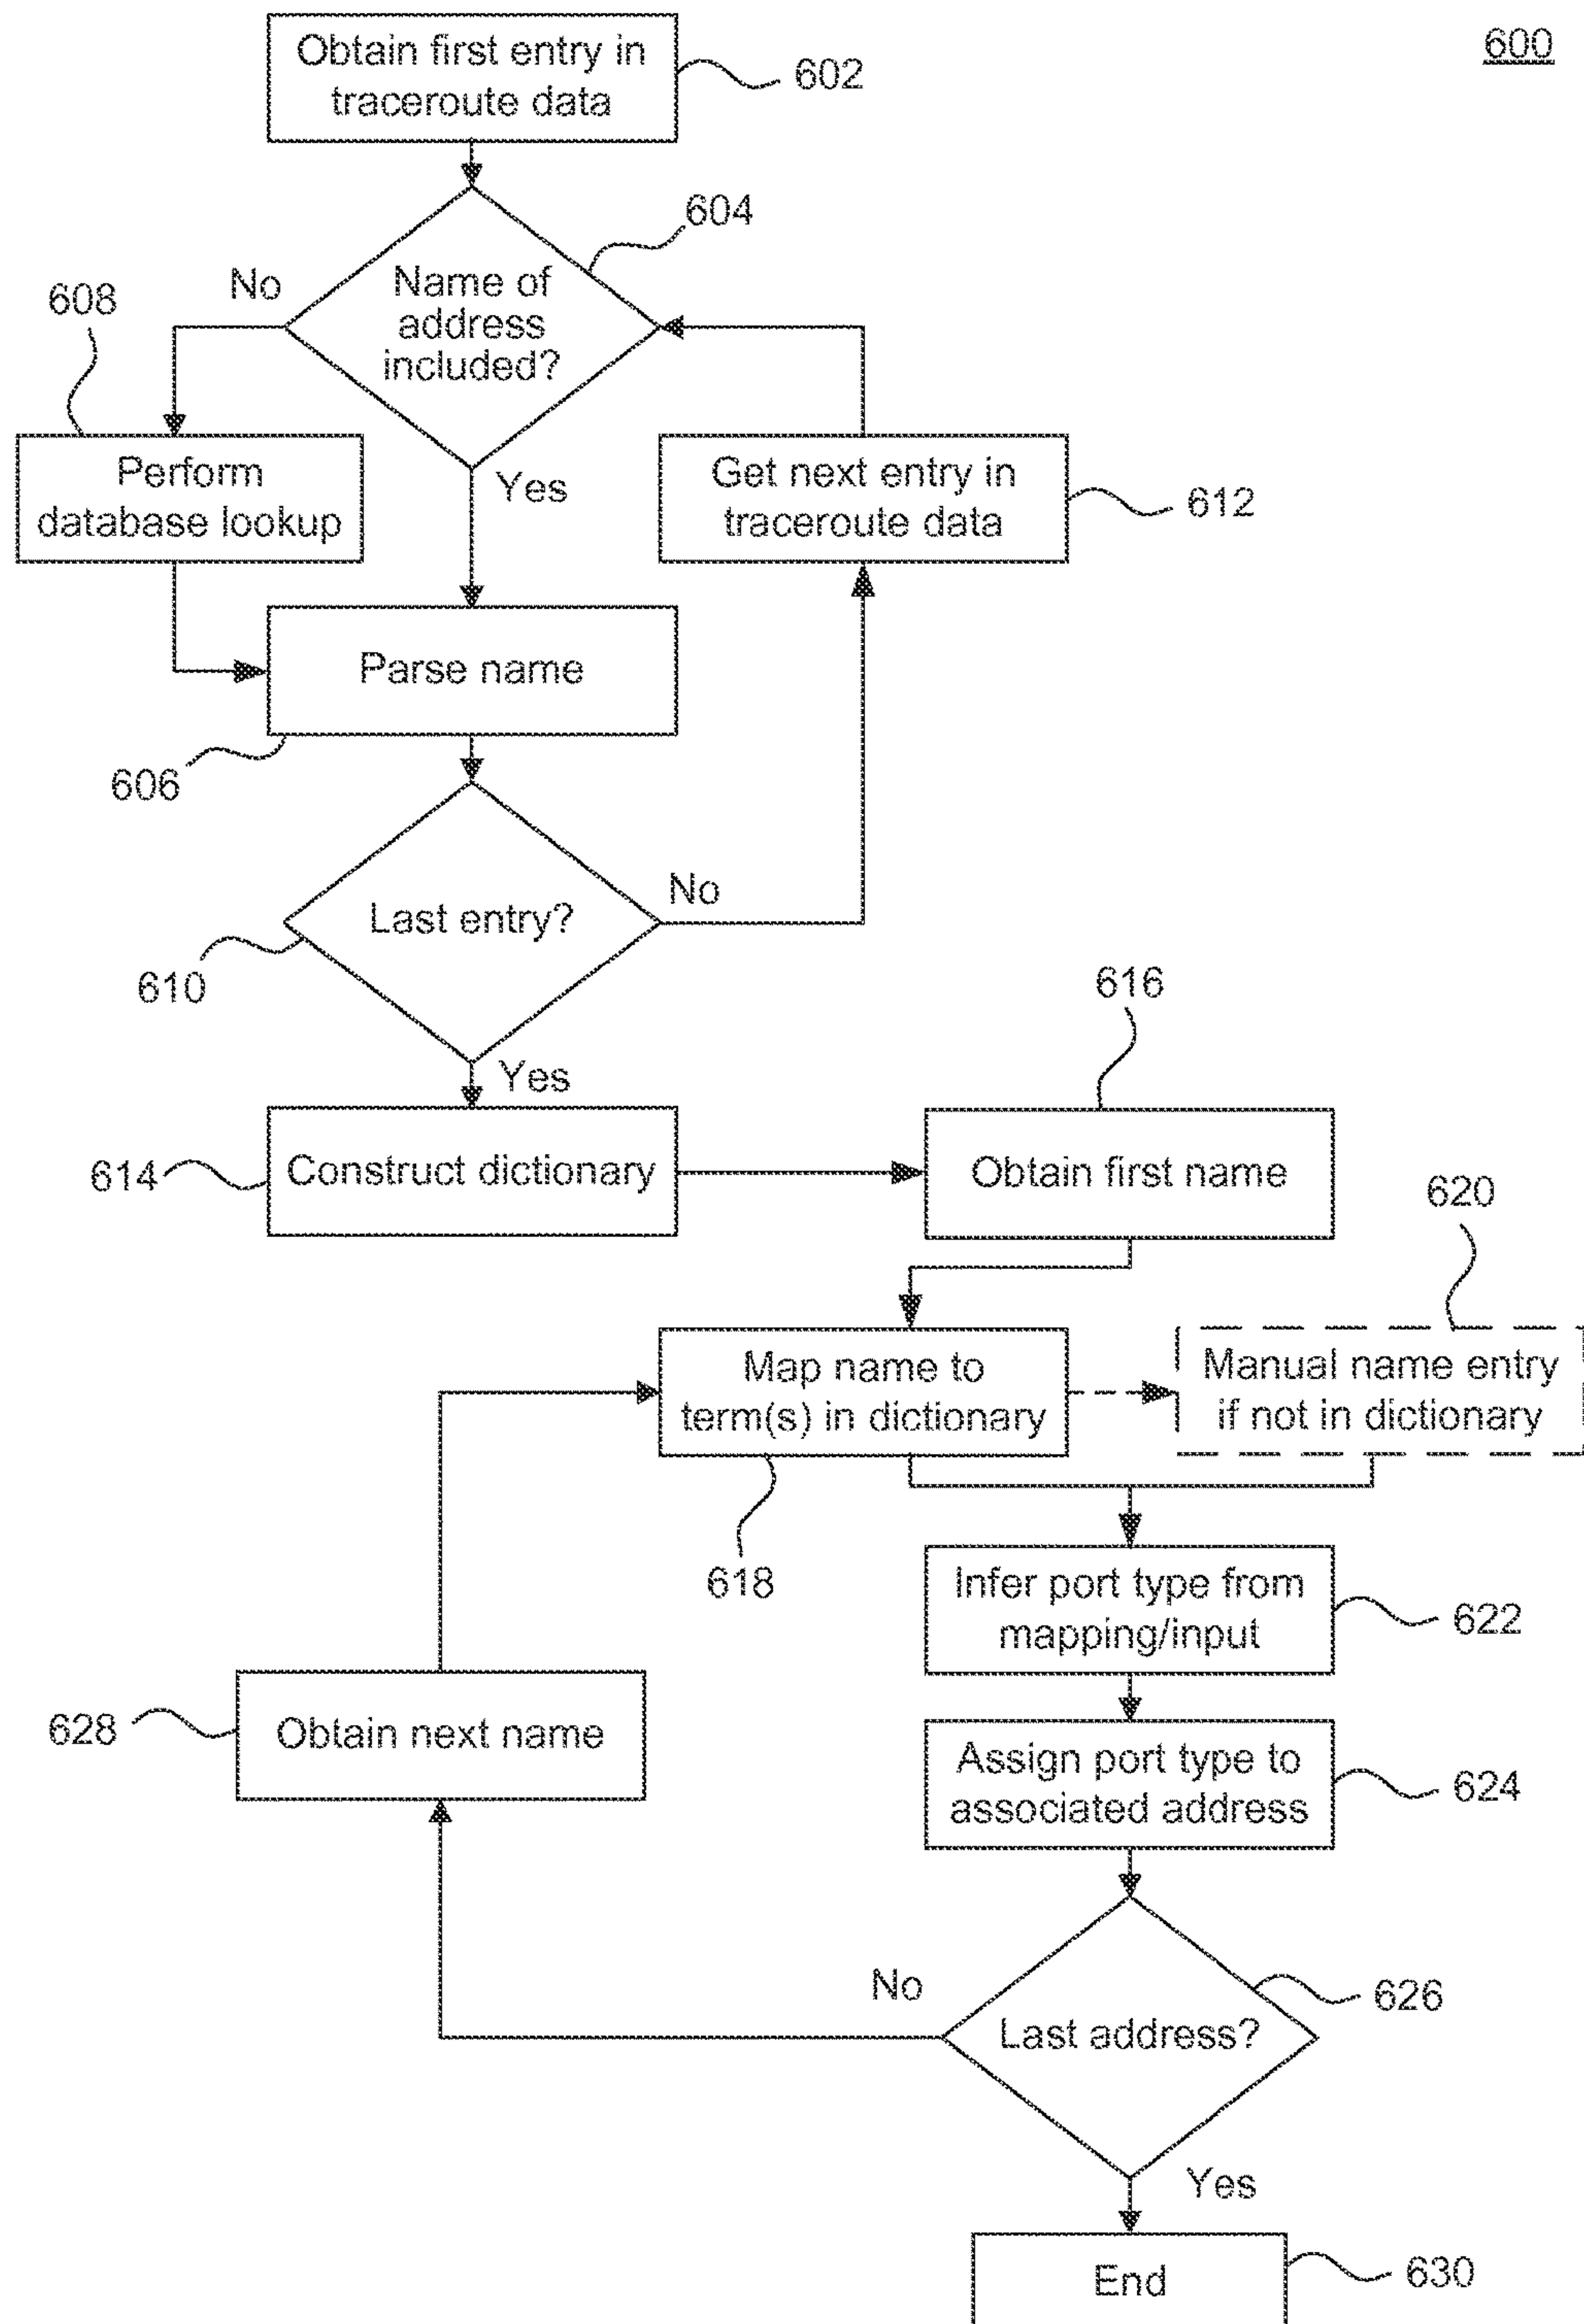 600
Obtain first entry in
traceroute data
602
604
Name of
address
included?
No
608
Perform
database lookup
Yes
Get next entry in
traceroute data
612
Parse name
606
Last entry?
No
610
Yes
616
614
Construct dictionary
Obtain first name
620
Map name to
term(s) in dictionary
Manual name entry
if not in dictionary
618
Infer port type from
mapping/input
622
628
Obtain next name
Assign port type to
associated address
624
No
626
Last address?
Yes
End
630